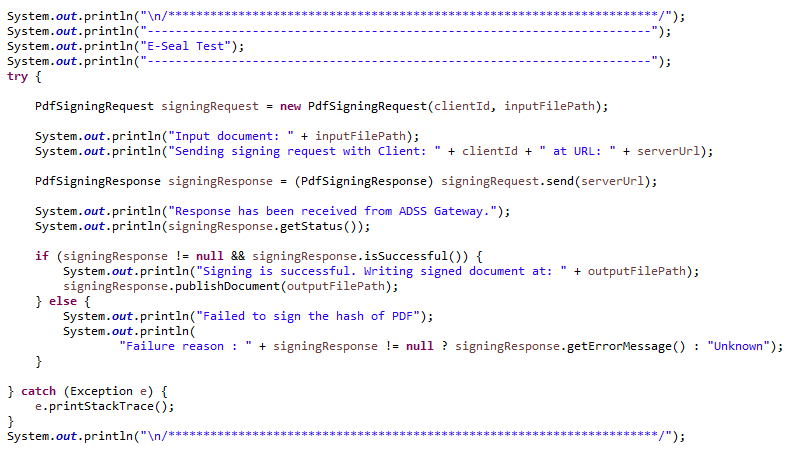 System.out.println("\n/**********************************************************************/");
System.out.println("------------------------------------------------------------------------");
System.out.println("E-Seal Test");
System.out.println("------------------------------------------------------------------------");
try {
PdfSigningRequest signingRequest = new PdfSigningRequest(clientId, inputFilePath);
System.out.println("Input document: " + inputFilePath);
System.out.println("Sending signing request with Client: " + clientId + " at URL: " + serverUrl);
PdfSigningResponse signingResponse = (PdfSigningResponse) signingRequest.send(serverUrl);
System.out.println("Response has been received from ADSS Gateway.");
System.out.println(signingResponse.getStatus());
if (signingResponse != null && signingResponse.isSuccessful()) {
System.out.println("Signing is successful. Writing signed document at: " + outputFilePath);
signingResponse.publishDocument(outputFilePath);
} else {
System.out.println("Failed to sign the hash of PDF");
System.out.println(
"Failure reason : " + signingResponse != null ? signingResponse.getErrorMessage() : "Unknown");
}
} catch (Exception e) {
e.printStackTrace();
}
System.out.println("\n/**********************************************************************/");